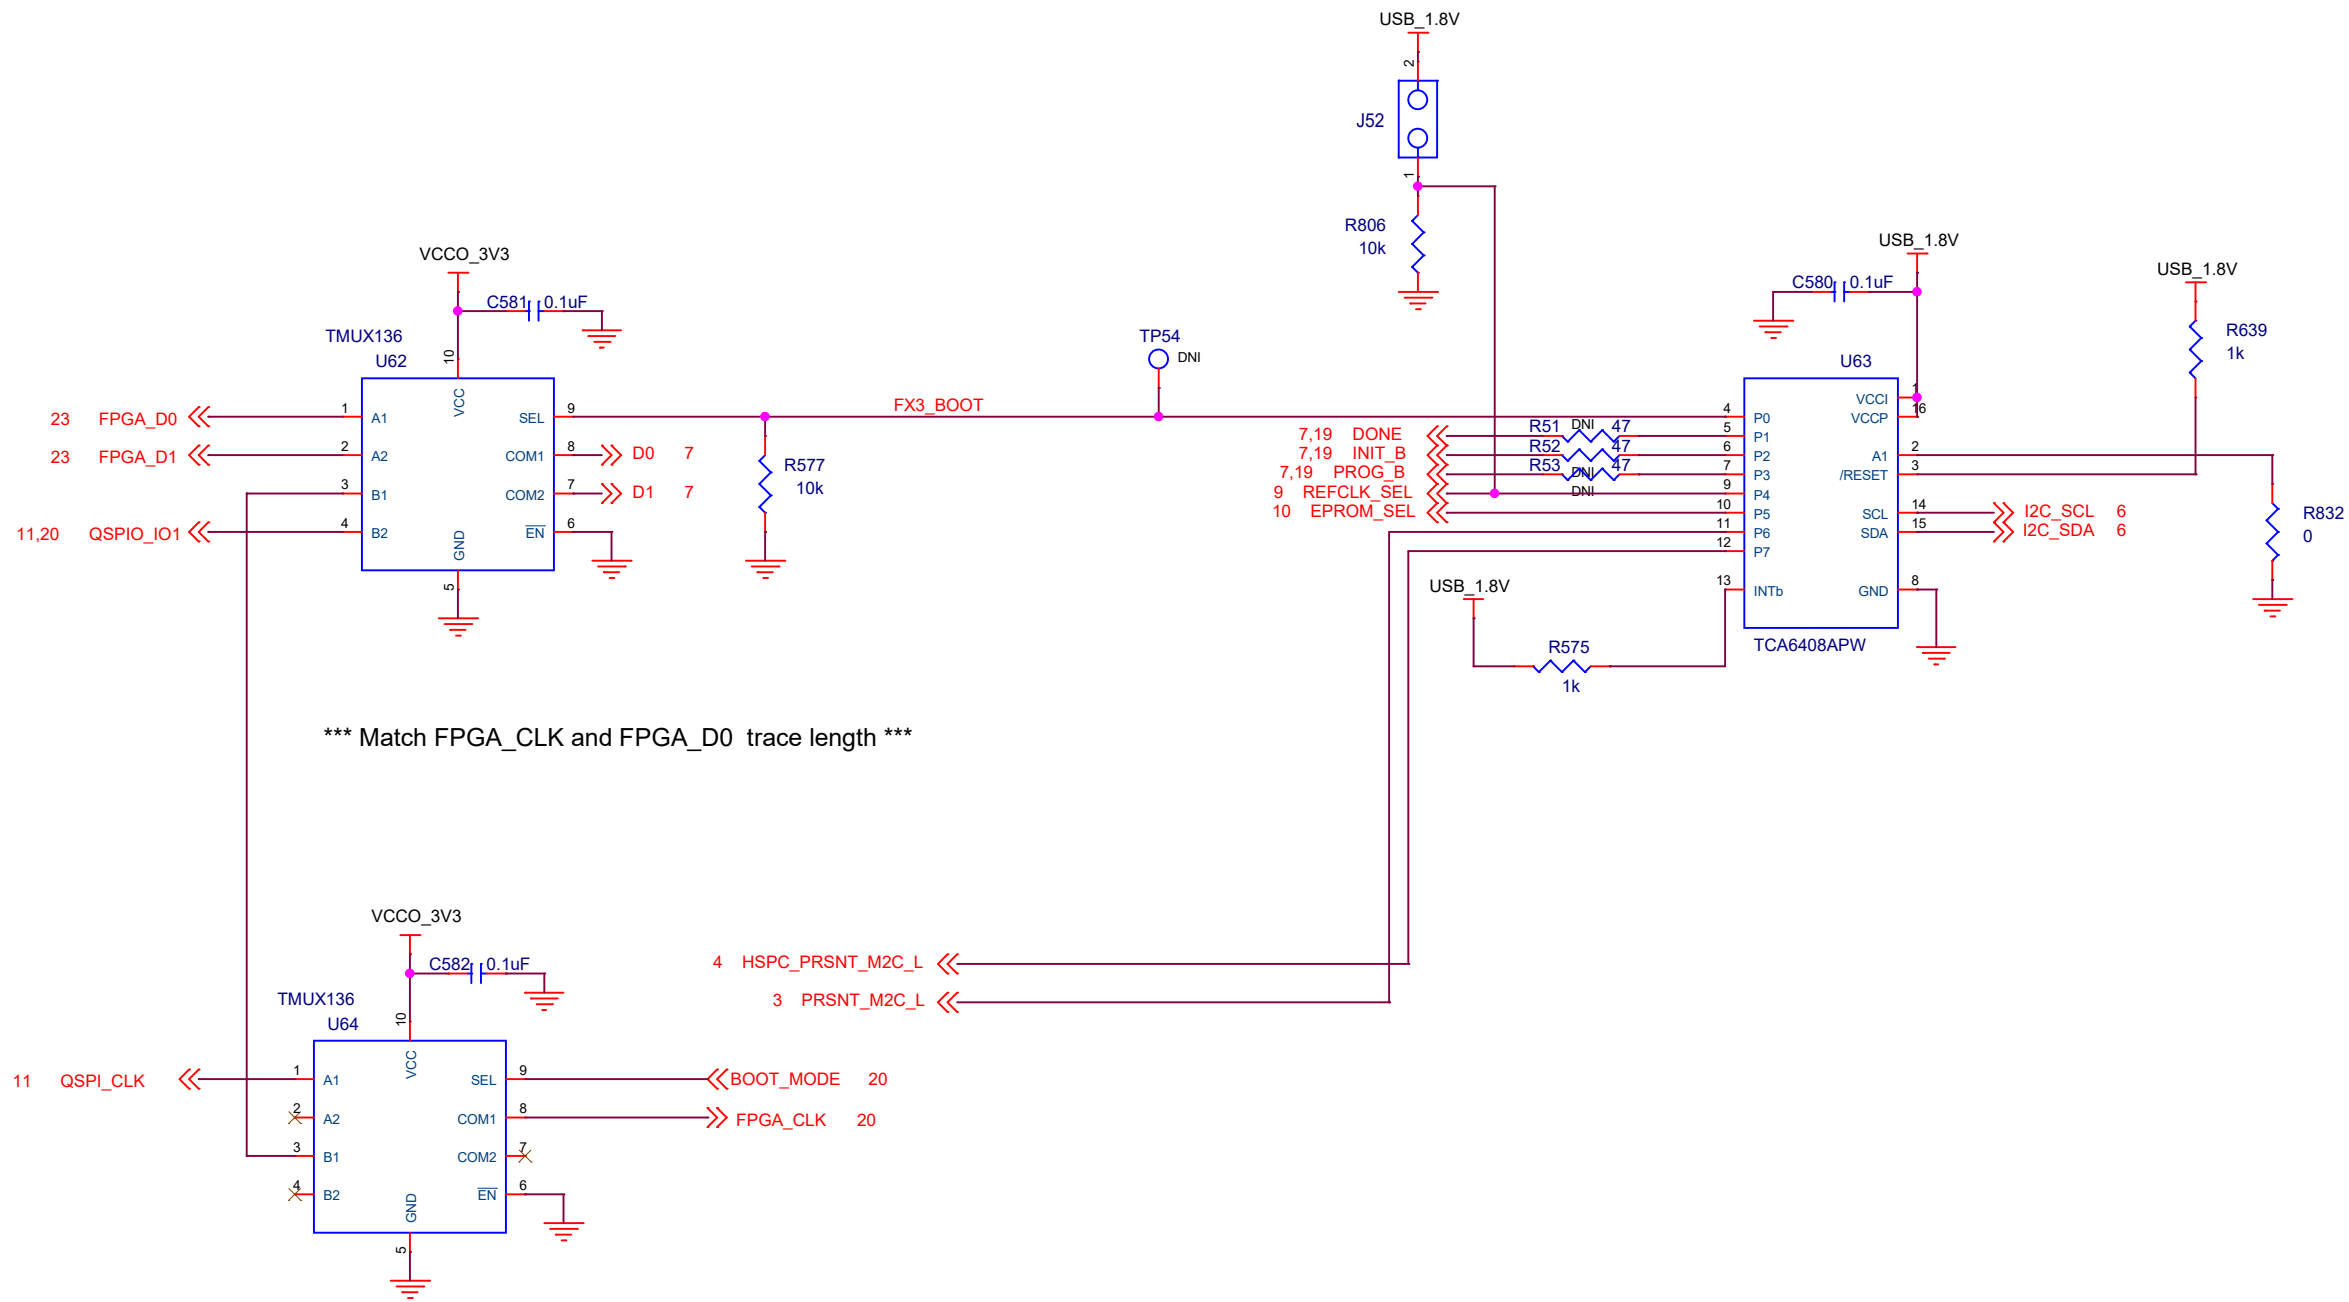 USB_1.8V
2
J52
1
R806
10k
VCCO_3V3
C581 0.1uF
TMUX136
U62
10
VCC
23 FPGA_D0
1 A1
SEL 9
23 FPGA_D1
2 A2
COM1 8
D0 7
3 B1
COM2 7
D1 7
11,20 QSPIO_IO1
4 B2
EN 6
GND
5
R577
10k
FX3_BOOT
TP54
DNI
USB_1.8V
C580 0.1uF
USB_1.8V
R639
1k
U63
VCCI 1
VCCP 16
4 P0
7,19 DONE
R51 DNI 47
5 P1
7,19 INIT_B
R52 47
6 P2
7,19 PROG_B
R53 DNI 47
7 P3
9 REFCLK_SEL
DNI
9 P4
10 EPROM_SEL
10 P5
11 P6
12 P7
13 INTb
A1 2
/RESET 3
SCL 14
I2C_SCL 6
SDA 15
I2C_SDA 6
GND 8
R832
0
TCA6408APW
USB_1.8V
R575
1k
*** Match FPGA_CLK and FPGA_D0 trace length ***
VCCO_3V3
C582 0.1uF
TMUX136
U64
10
VCC
4 HSPC_PRSNT_M2C_L
3 PRSNT_M2C_L
11 QSPI_CLK
1 A1
SEL 9
BOOT_MODE 20
2 A2
COM1 8
FPGA_CLK 20
3 B1
COM2 7
4 B2
EN 6
GND
5